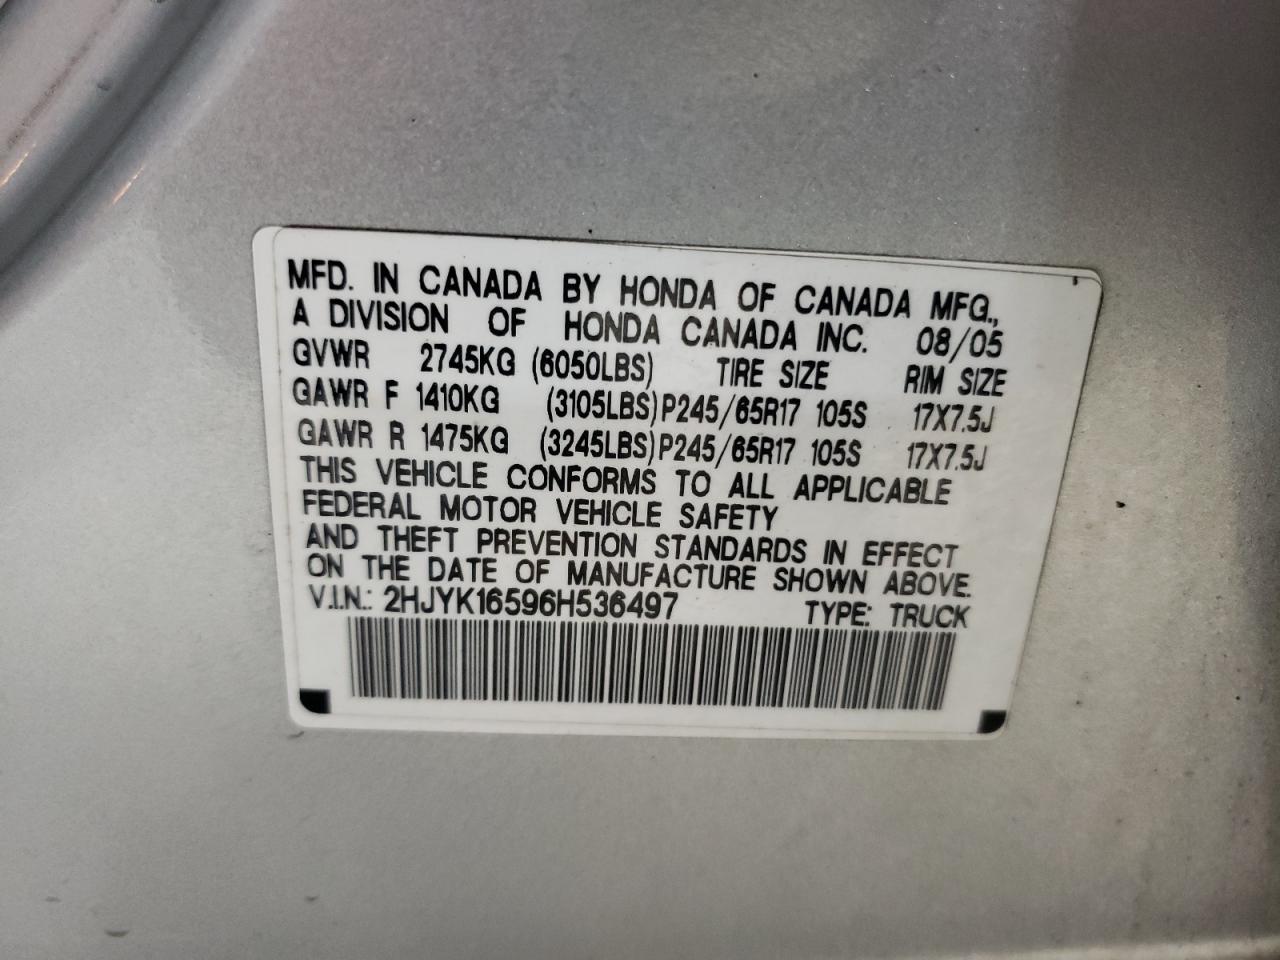 MFD. IN CANADA BY HONDA OF CANADA MFG.,
A DIVISION OF HONDA CANADA INC. 08/05
GVWR 2745KG (6050LBS) TIRE SIZE RIM SIZE
GAWR F 1410KG (3105LBS) P245/65R17 105S 17X7.5J
GAWR R 1475KG (3245LBS) P245/65R17 105S 17X7.5J
THIS VEHICLE CONFORMS TO ALL APPLICABLE
FEDERAL MOTOR VEHICLE SAFETY
AND THEFT PREVENTION STANDARDS IN EFFECT
ON THE DATE OF MANUFACTURE SHOWN ABOVE.
V.I.N.: 2HJYK16596H536497 TYPE: TRUCK